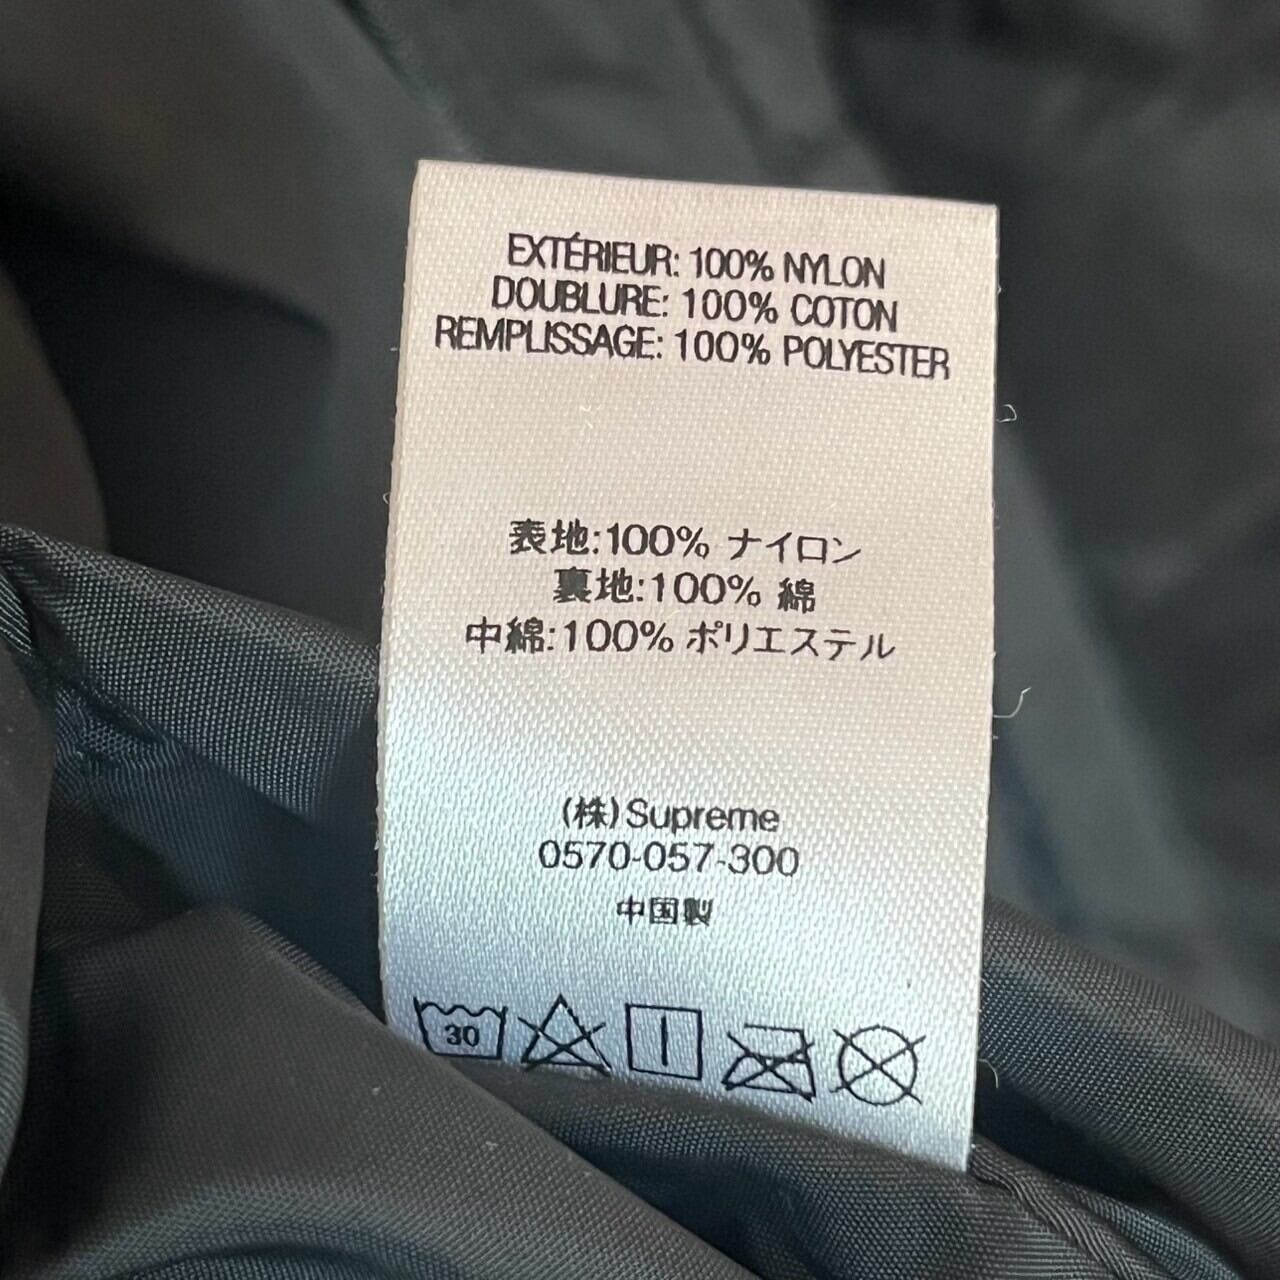 EXTÉRIEUR: 100% NYLON
DOUBLURE: 100% COTON
REMPLISSAGE: 100% POLYESTER
表地:100% ナイロン
裏地:100% 綿
中綿:100% ポリエステル
(株)Supreme
0570-057-300
中国製
30